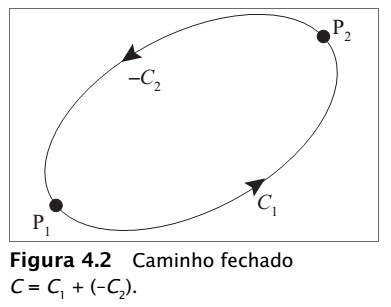 P₂
–C₂
C₁
P₁
Figura 4.2 Caminho fechado
C = C₁ + (–C₂).